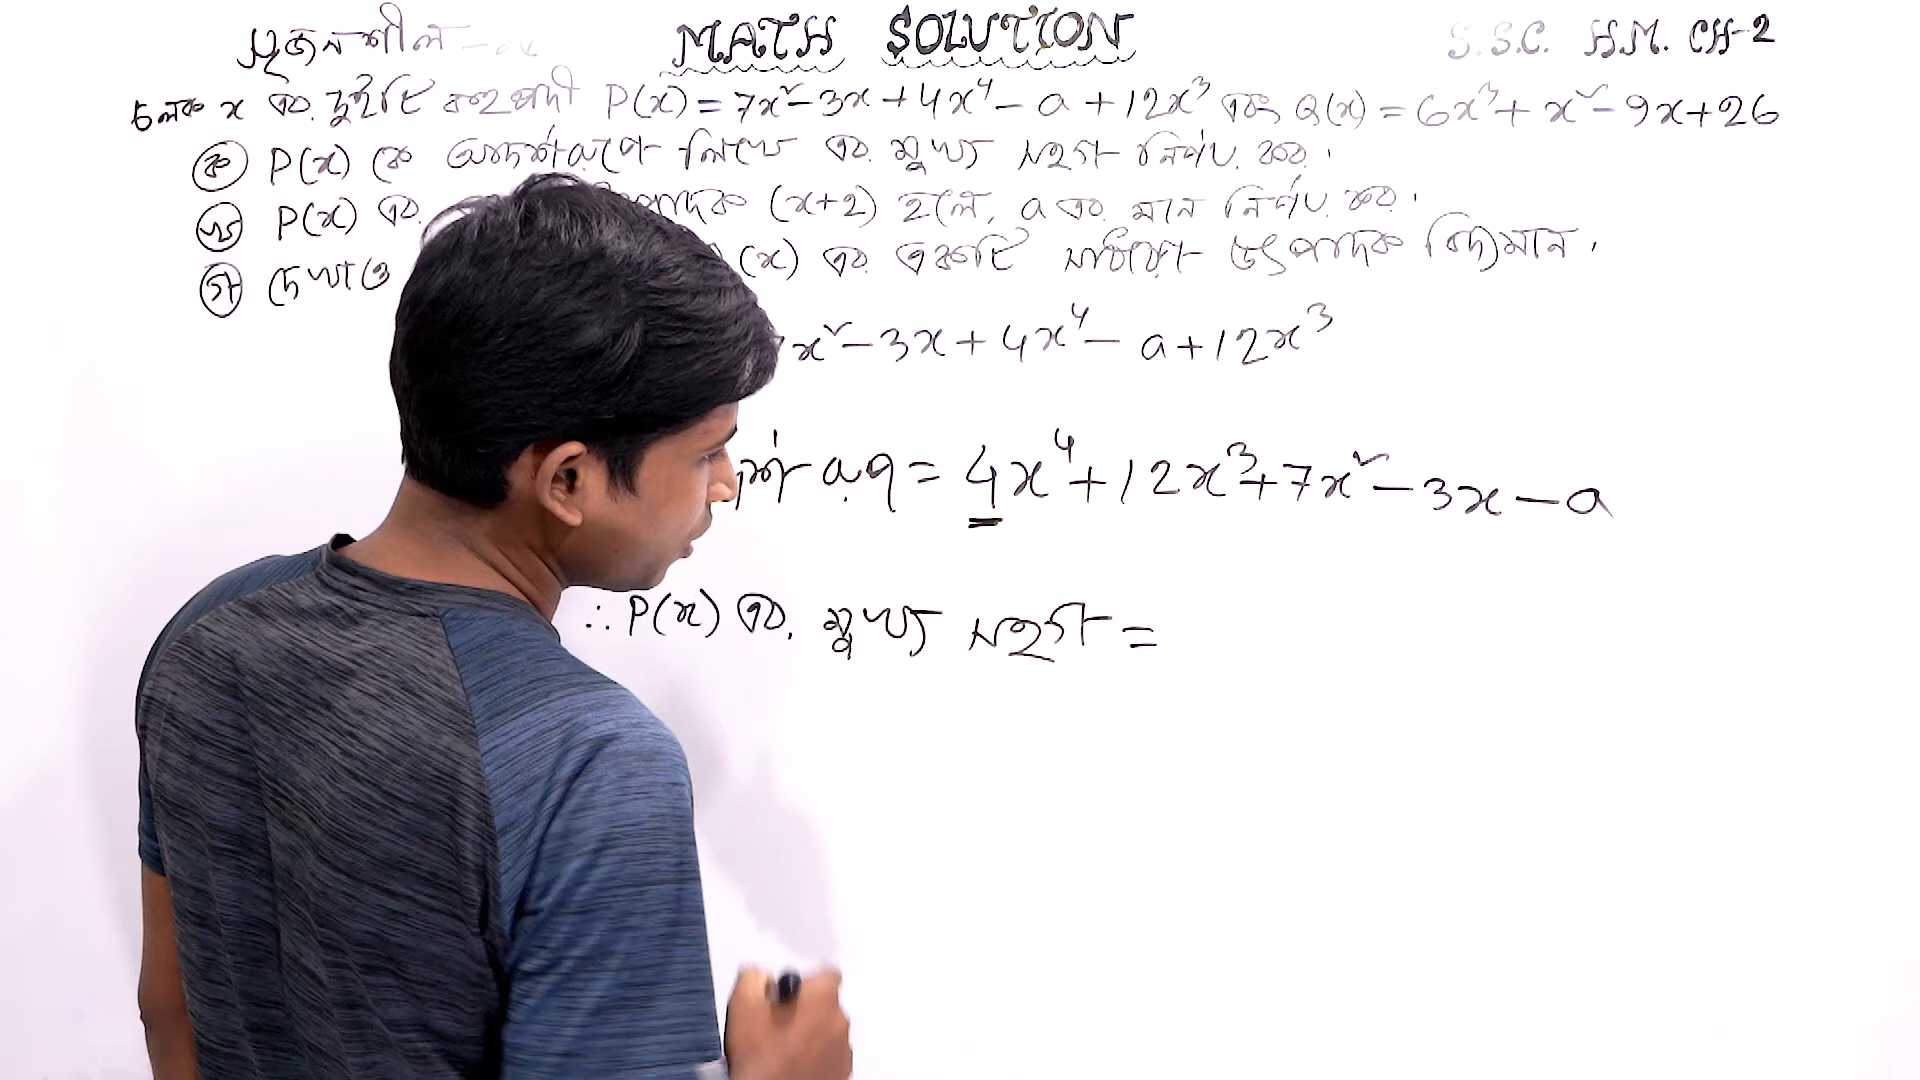 সৃজনশীল
MATH SOLUTION
S.S.C. H.M. CH-2
চলক x এর দুইটি বহুপদী P(x) = 7x² - 3x + 4x⁴ - a + 12x³ এবং Q(x) = 6x³ + x² - 9x + 26
(ক) P(x) কে আদর্শরূপে লিখে এর মুখ্য সহগ নির্ণয় কর।
(খ) P(x) এর (x+2) হলে, a এর মান নির্ণয় কর।
(গ) দেখাও (x) এর একটি সাধারণ উৎপাদক বিদ্যমান।
x² - 3x + 4x⁴ - a + 12x³
রূপ = 4x⁴ + 12x³ + 7x² - 3x - a
∴ P(x) এর মুখ্য সহগ =